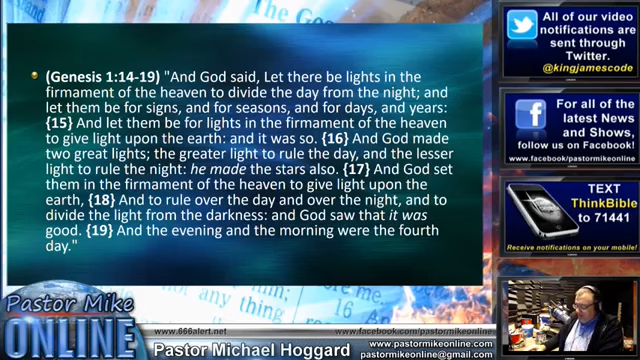 (Genesis 1:14-19) "And God said, Let there be lights in the
firmament of the heaven to divide the day from the night; and
let them be for signs, and for seasons, and for days, and years:
{15} And let them be for lights in the firmament of the heaven
to give light upon the earth: and it was so. {16} And God made
two great lights; the greater light to rule the day, and the lesser
light to rule the night: he made the stars also. {17} And God set
them in the firmament of the heaven to give light upon the
earth, {18} And to rule over the day and over the night, and to
divide the light from the darkness: and God saw that it was
good. {19} And the evening and the morning were the fourth
day."
All of our video
notifications are
sent through
Twitter.
@kingjamescode
For all of the
latest News
and Shows,
follow us on Facebook!
www.facebook/pastormikeonline
TEXT
ThinkBible
to 71441
Receive notifications on your mobile!
Pastor Mike
ONLINE
www.666alert.net
www.facebook.com/pastormikeonline
Pastor Michael Hoggard
www.pastormikeonline.com
pastormikeonline@gmail.com